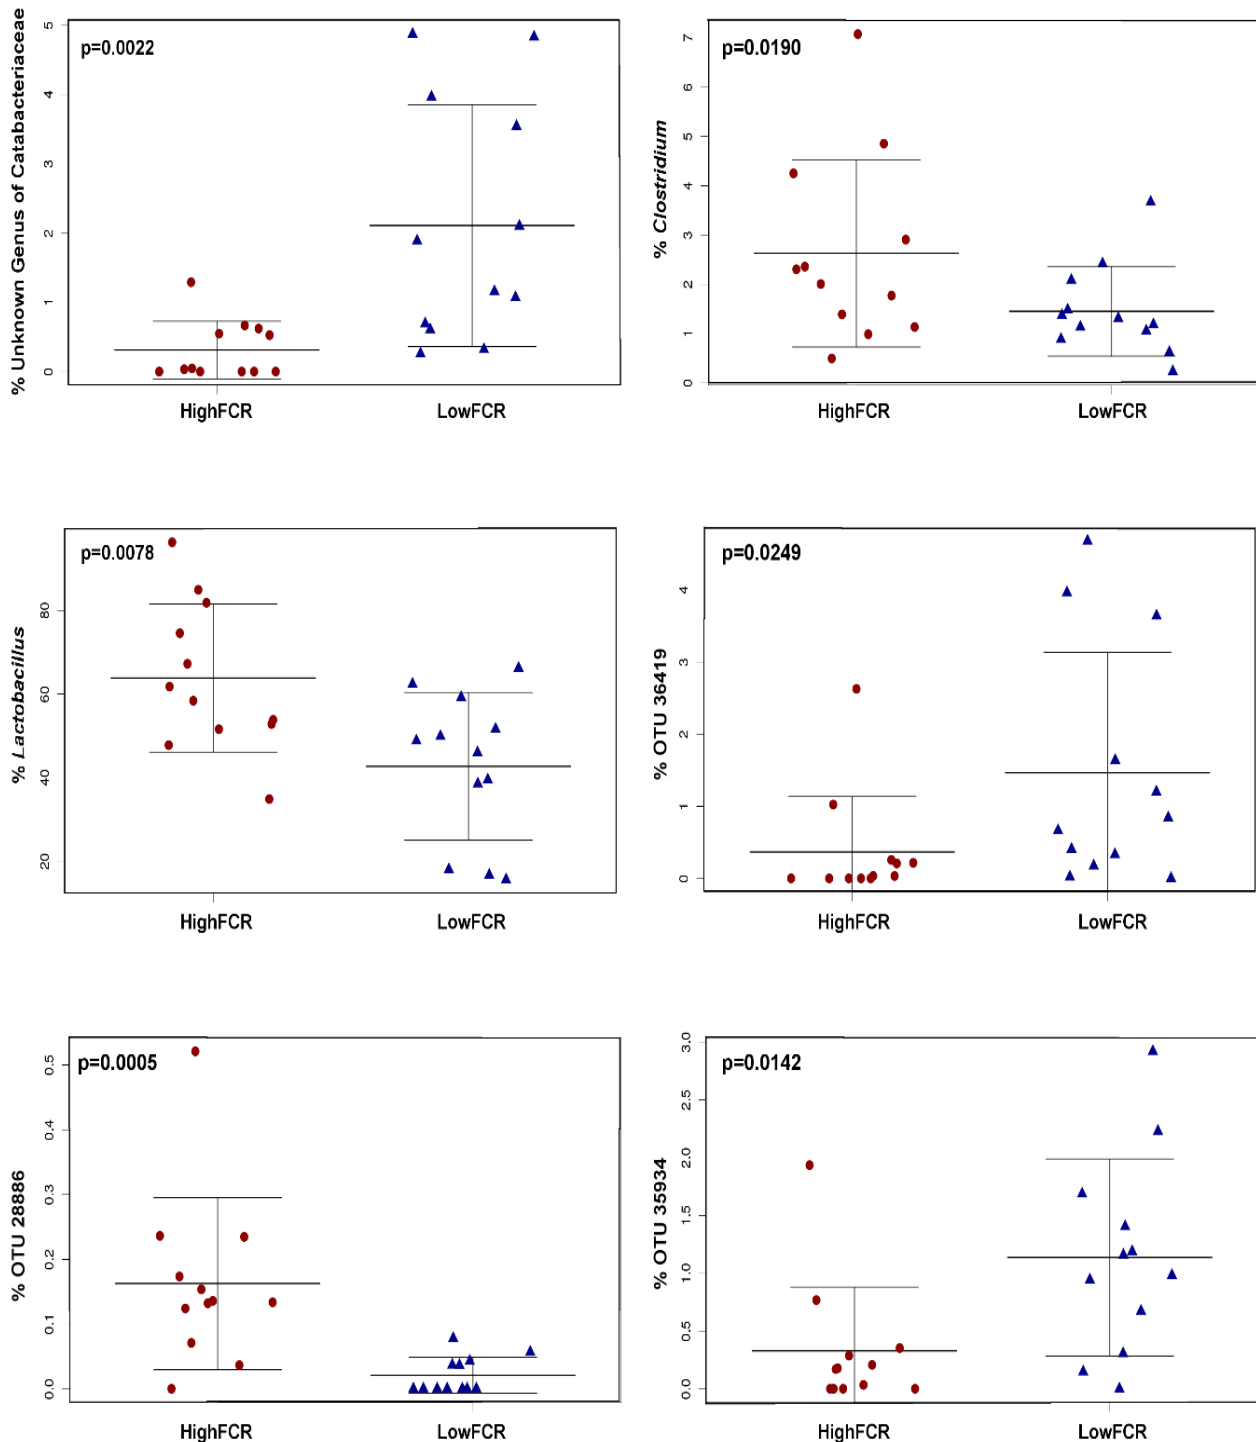 % Unknown Genus of Catabacteriaceae
p=0.0022
5
4
3
2
1
0
HighFCR LowFCR
% Clostridium
p=0.0190
7
6
5
4
3
2
1
0
HighFCR LowFCR
% Lactobacillus
p=0.0078
80
60
40
20
HighFCR LowFCR
% OTU 36419
p=0.0249
4
3
2
1
0
HighFCR LowFCR
% OTU 28886
p=0.0005
0.5
0.4
0.3
0.2
0.1
0.0
HighFCR LowFCR
% OTU 35934
p=0.0142
3.0
2.5
2.0
1.5
1.0
0.5
0.0
HighFCR LowFCR